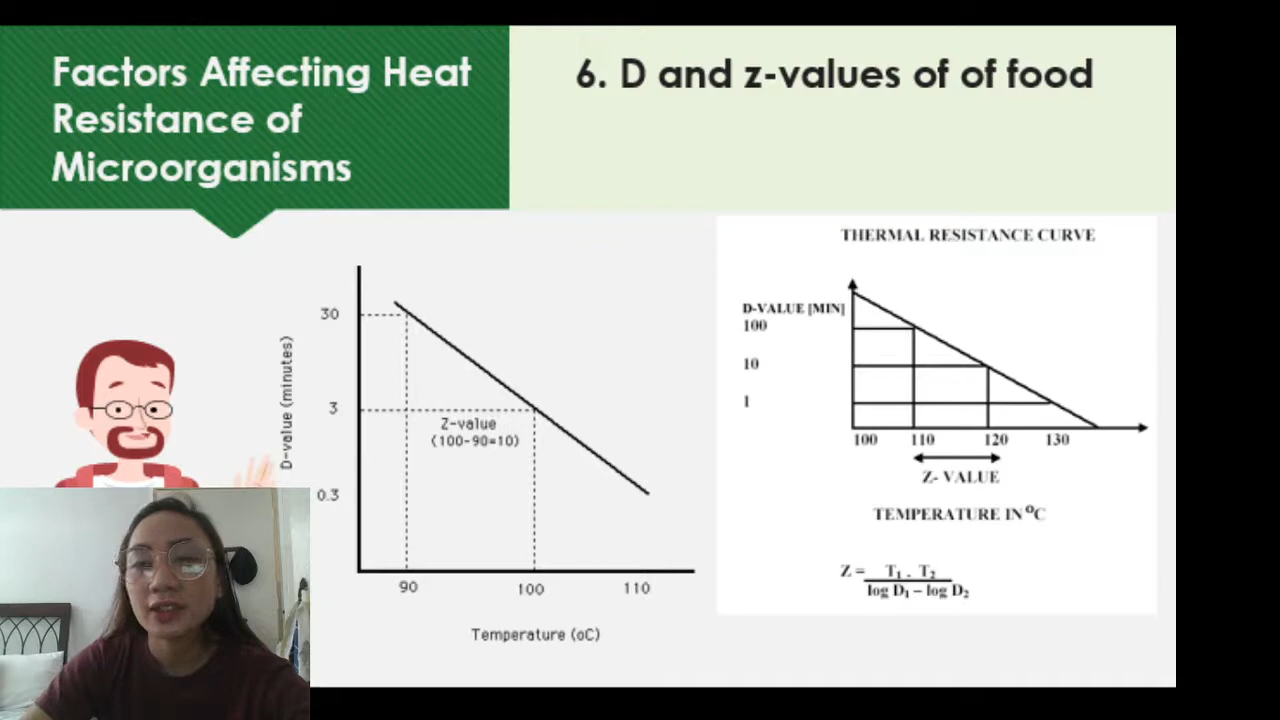 Factors Affecting Heat
Resistance of
Microorganisms
6. D and z-values of of food
D-value (minutes)
30
3
0.3
Z-value
(100-90=10)
90
100
110
Temperature (oC)
THERMAL RESISTANCE CURVE
D-VALUE [MIN]
100
10
1
100
110
120
130
Z- VALUE
TEMPERATURE IN °C
Z = T₁ . T₂
log D₁ – log D₂